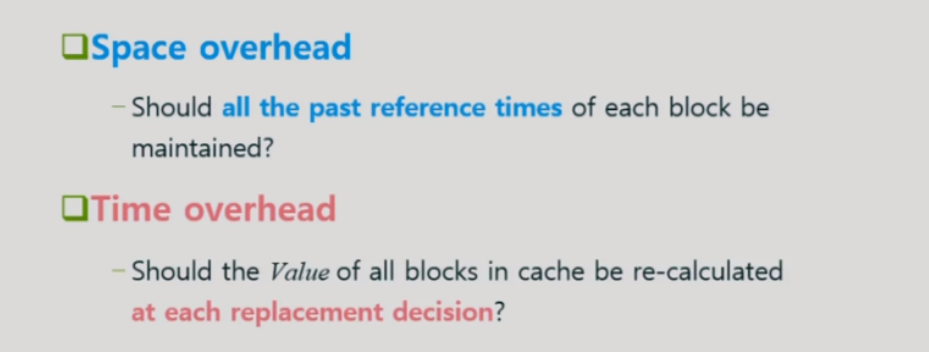 ❑Space overhead
– Should all the past reference times of each block be
maintained?
❑Time overhead
– Should the Value of all blocks in cache be re-calculated
at each replacement decision?